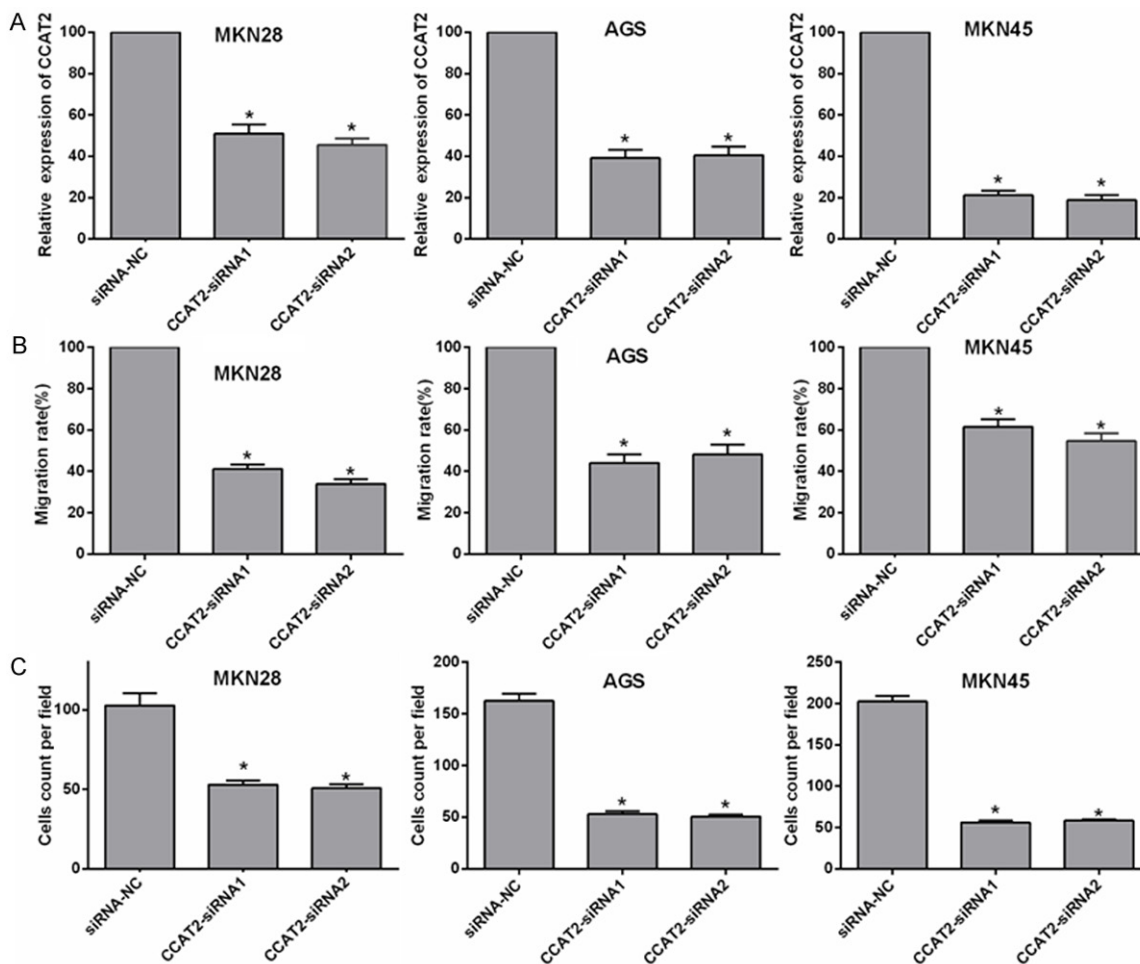 A
MKN28
AGS
MKN45
Relative expression of CCAT2
100
80
60
40
20
0
*
*
siRNA-NC
CCAT2-siRNA1
CCAT2-siRNA2
Relative expression of CCAT2
100
80
60
40
20
0
*
*
siRNA-NC
CCAT2-siRNA1
CCAT2-siRNA2
Relative expression of CCAT2
100
80
60
40
20
0
*
*
siRNA-NC
CCAT2-siRNA1
CCAT2-siRNA2
B
MKN28
AGS
MKN45
Migration rate(%)
100
80
60
40
20
0
*
*
siRNA-NC
CCAT2-siRNA1
CCAT2-siRNA2
Migration rate(%)
100
80
60
40
20
0
*
*
siRNA-NC
CCAT2-siRNA1
CCAT2-siRNA2
Migration rate(%)
100
80
60
40
20
0
*
*
siRNA-NC
CCAT2-siRNA1
CCAT2-siRNA2
C
MKN28
AGS
MKN45
Cells count per field
100
50
0
*
*
siRNA-NC
CCAT2-siRNA1
CCAT2-siRNA2
Cells count per field
200
150
100
50
0
*
*
siRNA-NC
CCAT2-siRNA1
CCAT2-siRNA2
Cells count per field
250
200
150
100
50
0
*
*
siRNA-NC
CCAT2-siRNA1
CCAT2-siRNA2